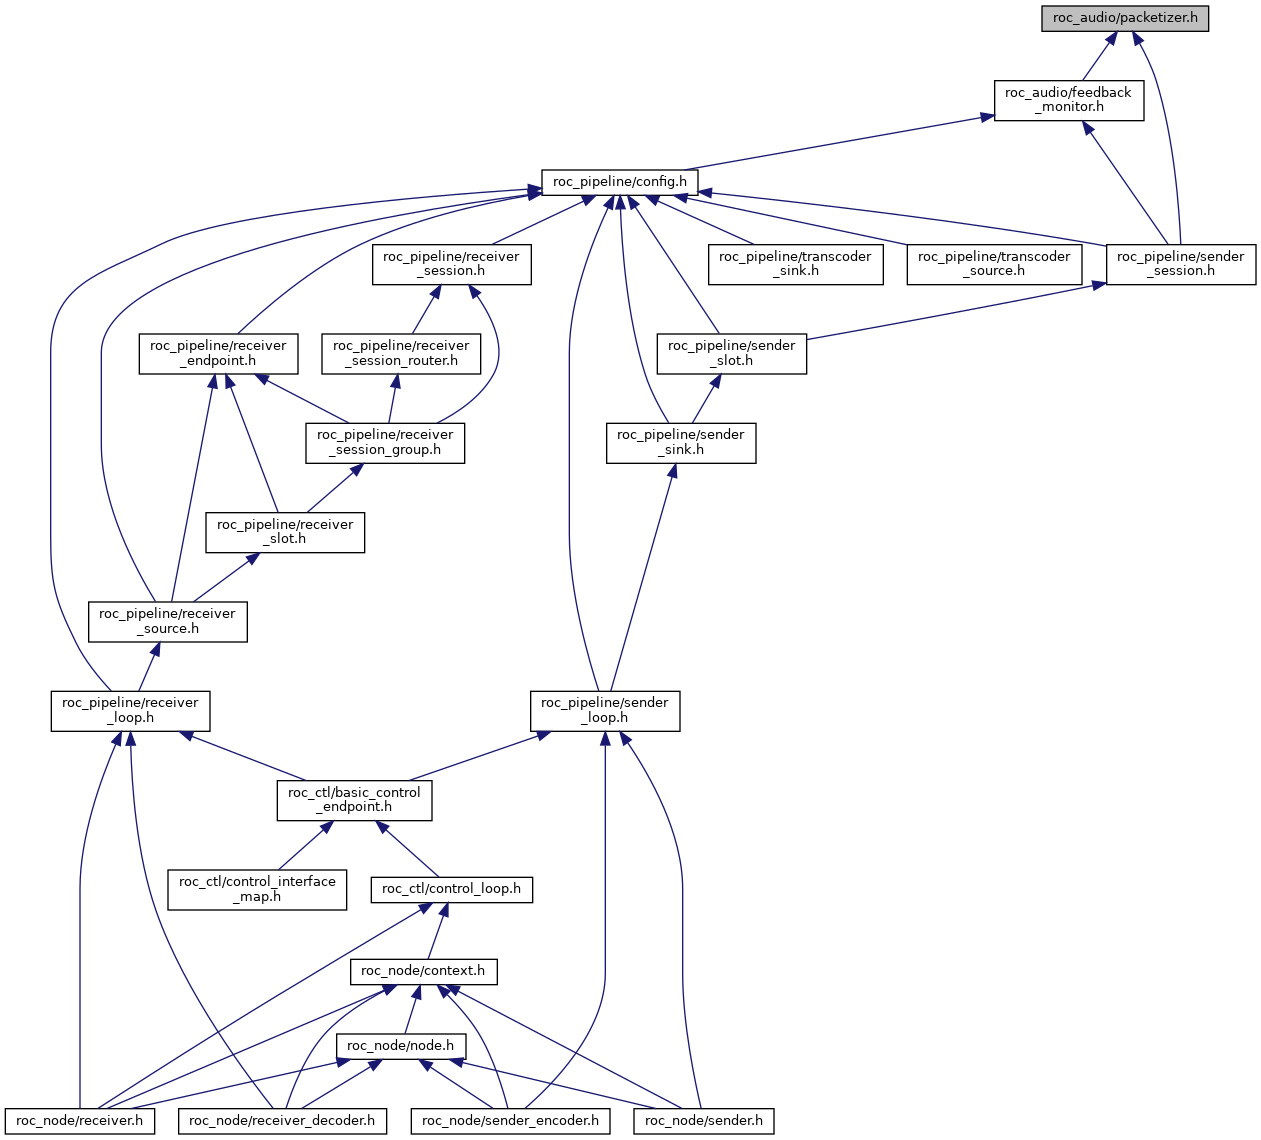 roc_audio/packetizer.h
roc_audio/feedback
_monitor.h
roc_pipeline/config.h
roc_pipeline/receiver
_session.h
roc_pipeline/transcoder
_sink.h
roc_pipeline/transcoder
_source.h
roc_pipeline/sender
_session.h
roc_pipeline/receiver
_endpoint.h
roc_pipeline/receiver
_session_router.h
roc_pipeline/sender
_slot.h
roc_pipeline/receiver
_session_group.h
roc_pipeline/sender
_sink.h
roc_pipeline/receiver
_slot.h
roc_pipeline/receiver
_source.h
roc_pipeline/receiver
_loop.h
roc_pipeline/sender
_loop.h
roc_ctl/basic_control
_endpoint.h
roc_ctl/control_interface
_map.h
roc_ctl/control_loop.h
roc_node/context.h
roc_node/node.h
roc_node/receiver.h
roc_node/receiver_decoder.h
roc_node/sender_encoder.h
roc_node/sender.h